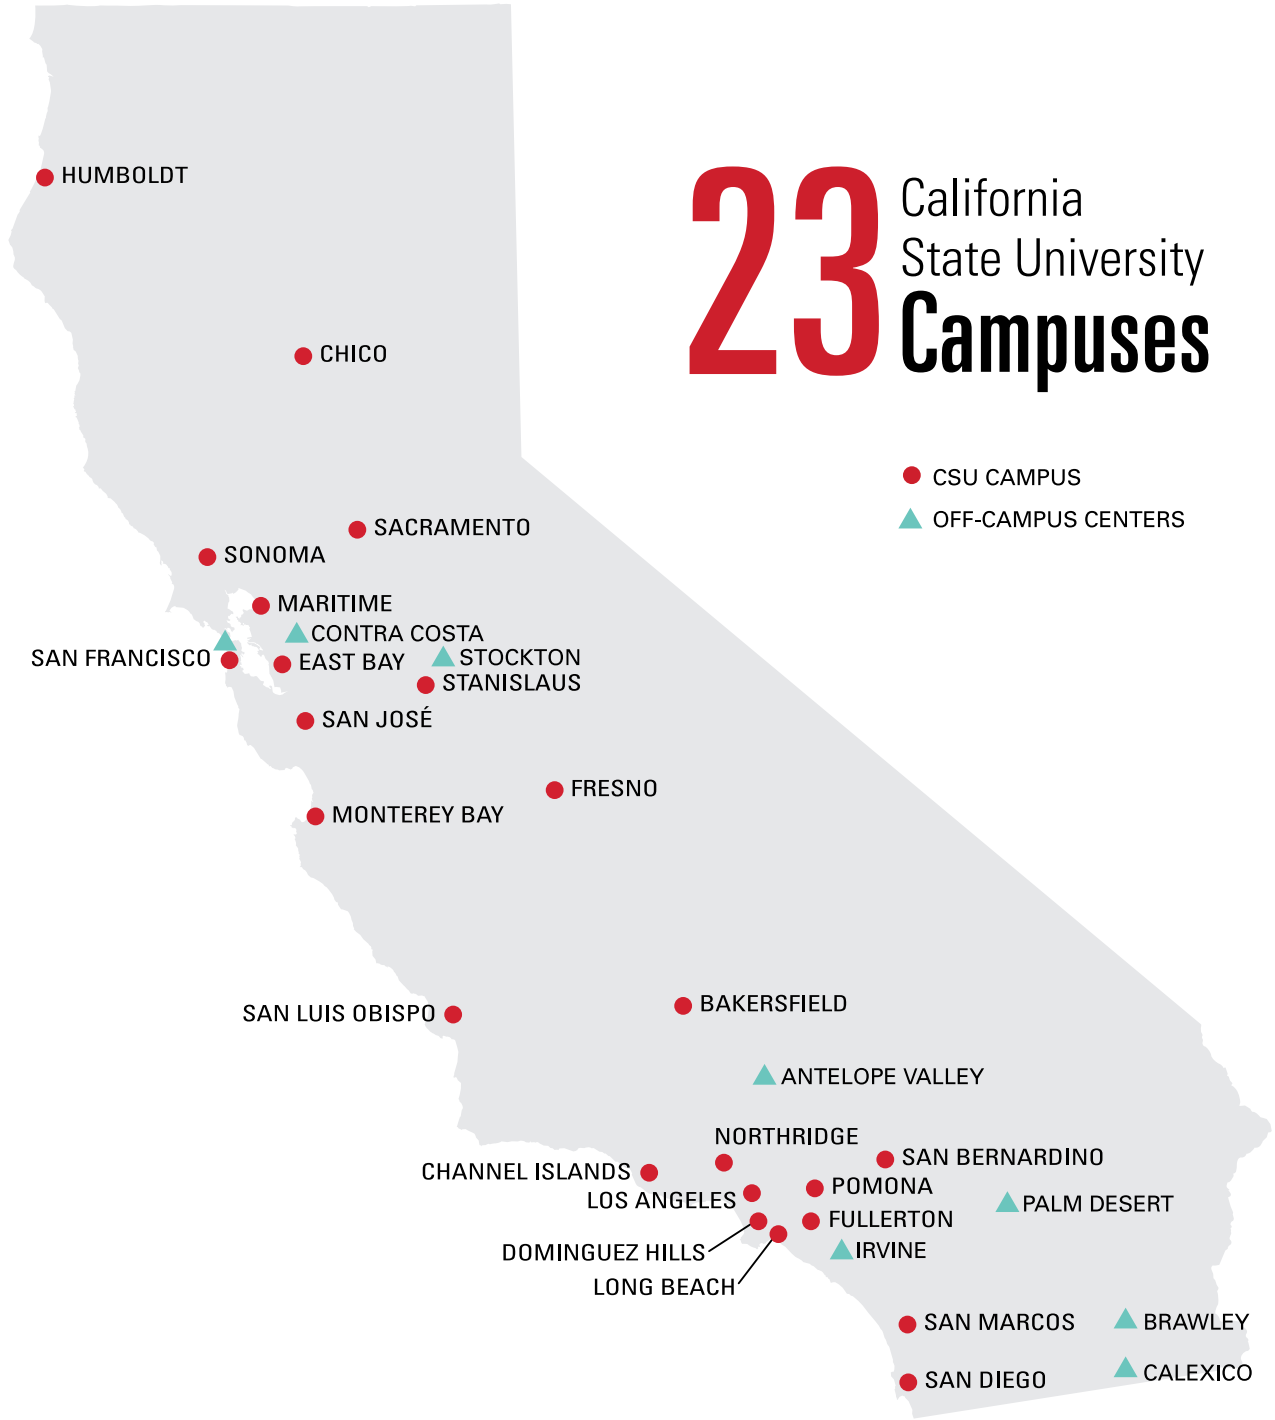 23
California
State University
Campuses
CSU CAMPUS
OFF-CAMPUS CENTERS
HUMBOLDT
CHICO
SACRAMENTO
SONOMA
MARITIME
CONTRA COSTA
SAN FRANCISCO
EAST BAY
STOCKTON
STANISLAUS
SAN JOSÉ
FRESNO
MONTEREY BAY
SAN LUIS OBISPO
BAKERSFIELD
ANTELOPE VALLEY
NORTHRIDGE
SAN BERNARDINO
CHANNEL ISLANDS
POMONA
LOS ANGELES
PALM DESERT
FULLERTON
DOMINGUEZ HILLS
IRVINE
LONG BEACH
SAN MARCOS
BRAWLEY
SAN DIEGO
CALEXICO